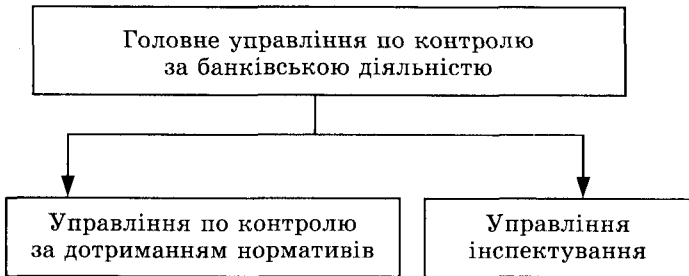 Головне управління по контролю
за банківською діяльністю
Управління по контролю
за дотриманням нормативів
Управління
інспектування